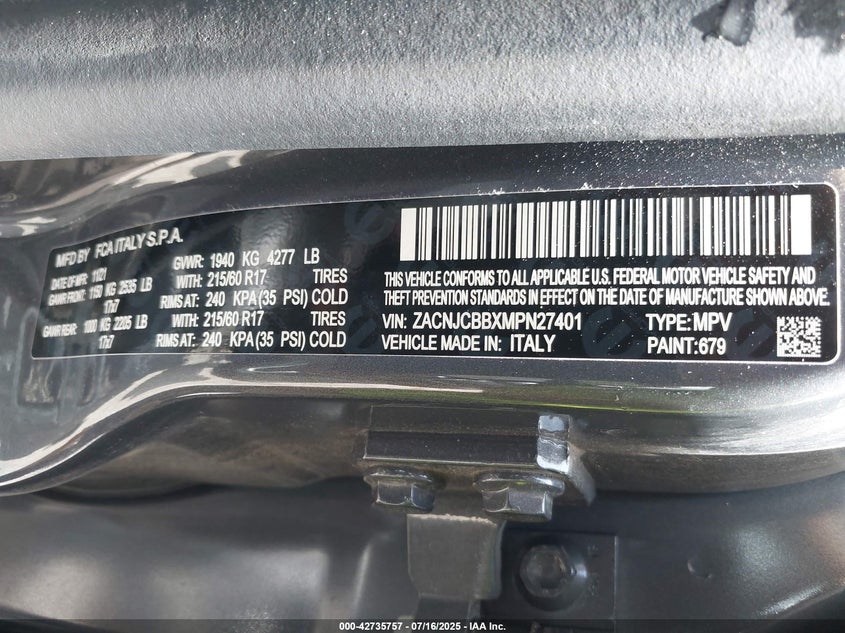 MFD BY FCA ITALY S.P.A.
DATE OF MFR: 11/21 GVWR: 1940 KG 4277 LB
GAWR FRONT: 1150 KG 2535 LB WITH: 215/60 R17 TIRES
17x7 RIMS AT: 240 KPA(35 PSI) COLD
GAWR REAR: 1000 KG 2205 LB WITH: 215/60 R17 TIRES
17x7 RIMS AT: 240 KPA(35 PSI) COLD
THIS VEHICLE CONFORMS TO ALL APPLICABLE U.S. FEDERAL MOTOR VEHICLE SAFETY AND
THEFT PREVENTION STANDARDS IN EFFECT ON THE DATE OF MANUFACTURE SHOWN ABOVE.
VIN: ZACNJCBBXMPN27401 TYPE: MPV
VEHICLE MADE IN: ITALY PAINT: 679
000-42735757 - 07/16/2025 - IAA Inc.